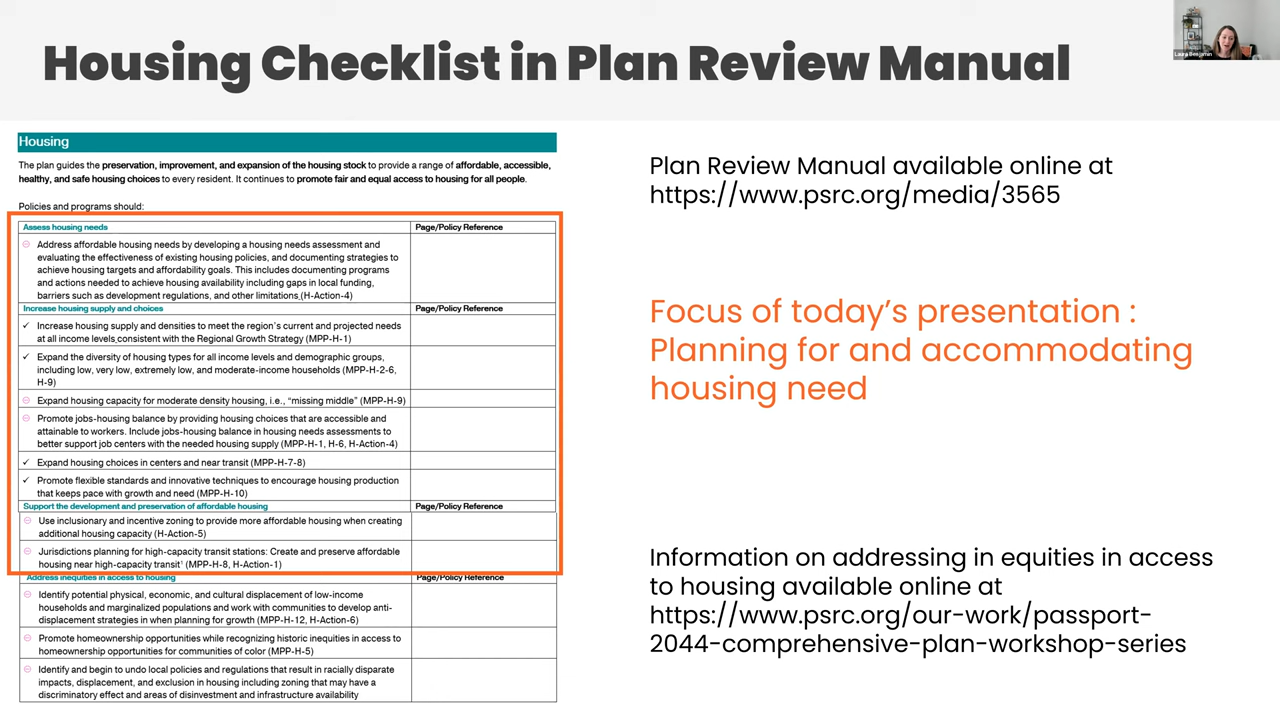 Housing Checklist in Plan Review Manual
Laura Benjamin
Housing
The plan guides the preservation, improvement, and expansion of the housing stock to provide a range of affordable, accessible,
healthy, and safe housing choices to every resident. It continues to promote fair and equal access to housing for all people.
Policies and programs should:
Assess housing needs Page/Policy Reference
Address affordable housing needs by developing a housing needs assessment and
evaluating the effectiveness of existing housing policies, and documenting strategies to
achieve housing targets and affordability goals. This includes documenting programs
and actions needed to achieve housing availability including gaps in local funding,
barriers such as development regulations, and other limitations (H-Action-4)
Increase housing supply and choices Page/Policy Reference
✓ Increase housing supply and densities to meet the region's current and projected needs
at all income levels consistent with the Regional Growth Strategy (MPP-H-1)
✓ Expand the diversity of housing types for all income levels and demographic groups,
including low, very low, extremely low, and moderate-income households (MPP-H-2-6,
H-9)
Expand housing capacity for moderate density housing, i.e., "missing middle" (MPP-H-9)
Promote jobs-housing balance by providing housing choices that are accessible and
attainable to workers. Include jobs-housing balance in housing needs assessments to
better support job centers with the needed housing supply (MPP-H-1, H-6, H-Action-4)
✓ Expand housing choices in centers and near transit (MPP-H-7-8)
✓ Promote flexible standards and innovative techniques to encourage housing production
that keeps pace with growth and need (MPP-H-10)
Support the development and preservation of affordable housing Page/Policy Reference
Use inclusionary and incentive zoning to provide more affordable housing when creating
additional housing capacity (H-Action-5)
Jurisdictions planning for high-capacity transit stations: Create and preserve affordable
housing near high-capacity transit¹ (MPP-H-8, H-Action-1)
Address inequities in access to housing Page/Policy Reference
Identify potential physical, economic, and cultural displacement of low-income
households and marginalized populations and work with communities to develop anti-
displacement strategies in when planning for growth (MPP-H-12, H-Action-6)
Promote homeownership opportunities while recognizing historic inequities in access to
homeownership opportunities for communities of color (MPP-H-5)
Identify and begin to undo local policies and regulations that result in racially disparate
impacts, displacement, and exclusion in housing including zoning that may have a
discriminatory effect and areas of disinvestment and infrastructure availability
Plan Review Manual available online at
https://www.psrc.org/media/3565
Focus of today's presentation :
Planning for and accommodating
housing need
Information on addressing in equities in access
to housing available online at
https://www.psrc.org/our-work/passport-
2044-comprehensive-plan-workshop-series